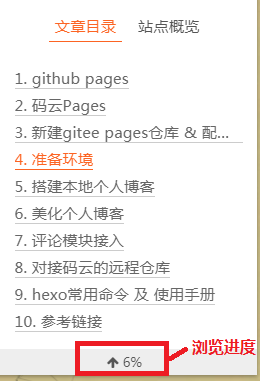 文章目录 站点概览
1. github pages
2. 码云Pages
3. 新建gitee pages仓库 & 配...
4. 准备环境
5. 搭建本地个人博客
6. 美化个人博客
7. 评论模块接入
8. 对接码云的远程仓库
9. hexo常用命令 及 使用手册
10. 参考链接
浏览进度
6%